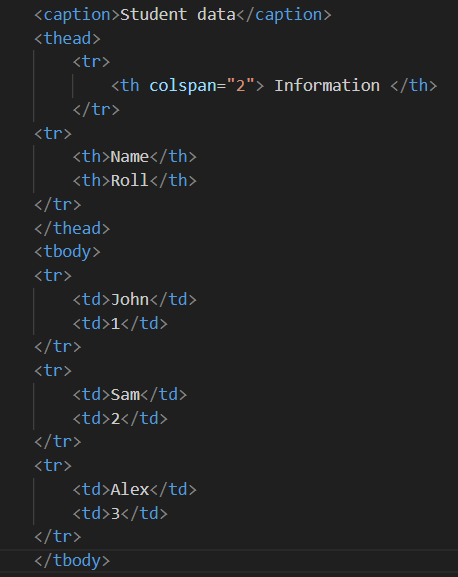 <caption>Student data</caption>
<thead>
<tr>
<th colspan="2"> Information </th>
</tr>
<tr>
<th>Name</th>
<th>Roll</th>
</tr>
</thead>
<tbody>
<tr>
<td>John</td>
<td>1</td>
</tr>
<tr>
<td>Sam</td>
<td>2</td>
</tr>
<tr>
<td>Alex</td>
<td>3</td>
</tr>
</tbody>